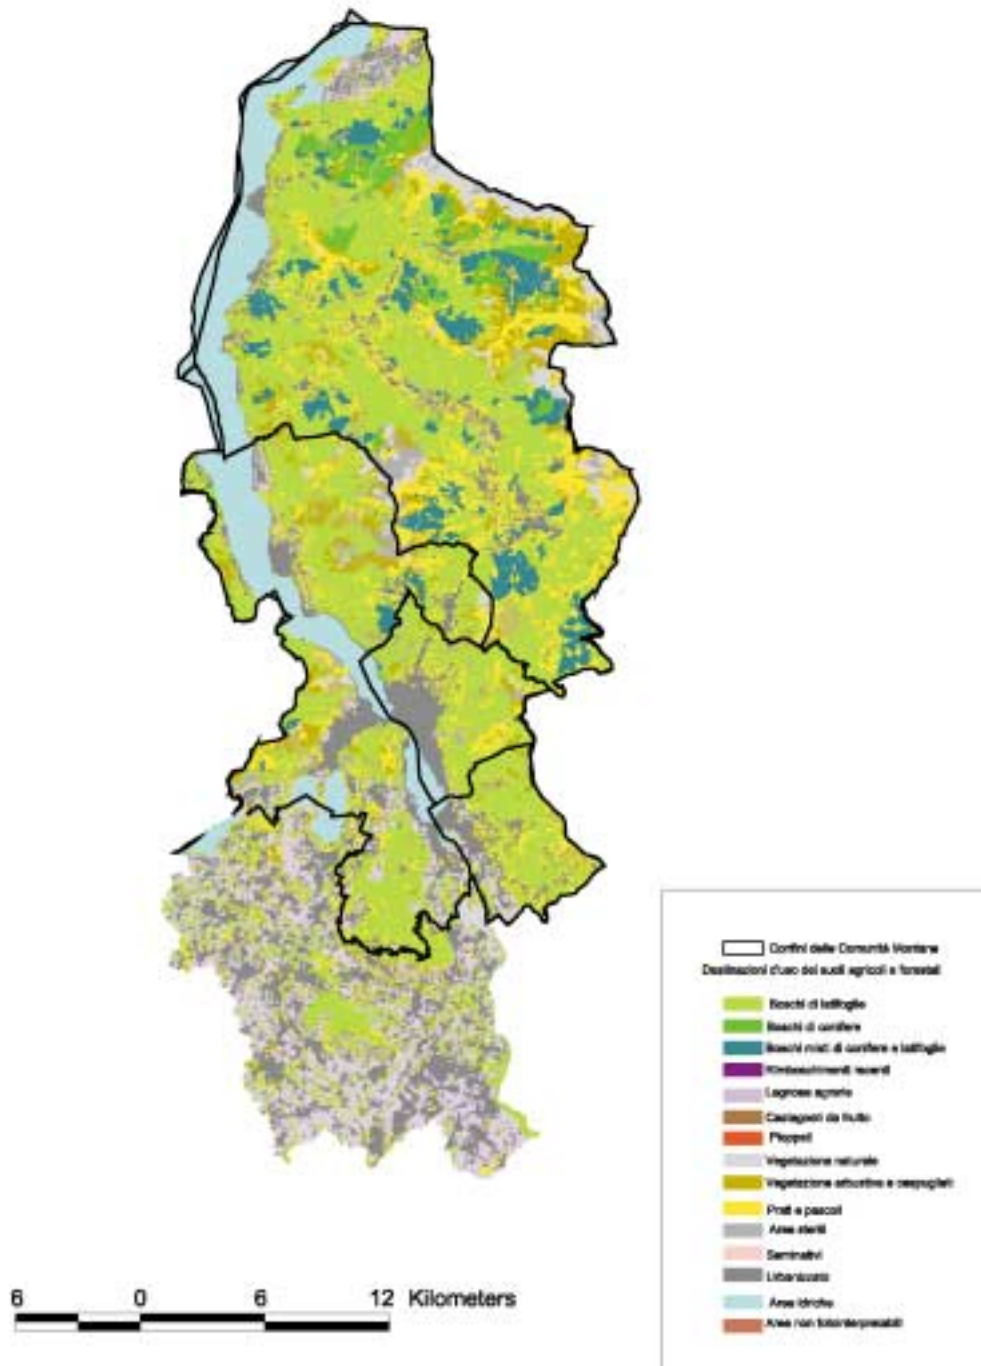 Confini delle Comunità Montane
Destinazioni d'uso dei suoli agricoli e forestali
Boschi di latifoglie
Boschi di conifere
Boschi misti di conifere e latifoglie
Rimboschimenti recenti
Legnose agrarie
Castagneti da frutto
Pioppeti
Vegetazione naturale
Vegetazione arbustiva e cespuglieti
Prati e pascoli
Aree sterili
Seminativi
Urbanizzato
Aree idriche
Aree non fotointerpretabili
6 0 6 12 Kilometers